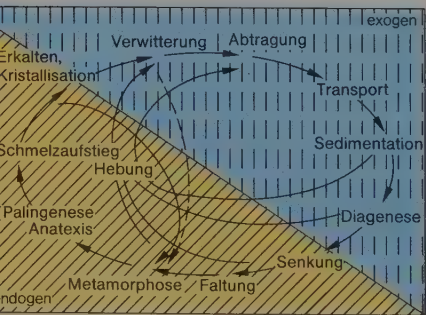 exogen
Erkalten,
Kristallisation
Verwitterung
Abtragung
Transport
Sedimentation
Schmelzaufstieg
Hebung
Palingenese
Anatexis
Diagenese
Senkung
Metamorphose
Faltung
ndogen